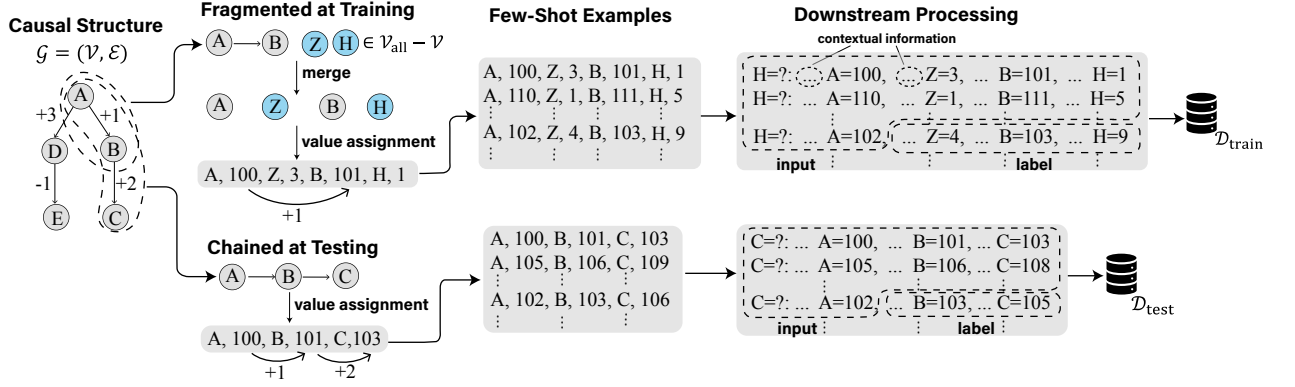 Causal Structure
𝒢 = (𝒱, ℰ)
A
+3
+1
D
B
-1
+2
E
C
Fragmented at Training
A
B
Z
H
∈ 𝒱all − 𝒱
merge
A
Z
B
H
value assignment
A, 100, Z, 3, B, 101, H, 1
+1
Chained at Testing
A
B
C
value assignment
A, 100, B, 101, C,103
+1
+2
Few-Shot Examples
A, 100, Z, 3, B, 101, H, 1
A, 110, Z, 1, B, 111, H, 5
A, 102, Z, 4, B, 103, H, 9
A, 100, B, 101, C, 103
A, 105, B, 106, C, 109
A, 102, B, 103, C, 106
Downstream Processing
contextual information
H=?: ... A=100, ... Z=3, ... B=101, ... H=1
H=?: ... A=110, ... Z=1, ... B=111, ... H=5
H=?: ... A=102, ... Z=4, ... B=103, ... H=9
input
label
𝒟train
C=?: ... A=100, ... B=101, ... C=103
C=?: ... A=105, ... B=106, ... C=108
C=?: ... A=102, ... B=103, ... C=105
input
label
𝒟test